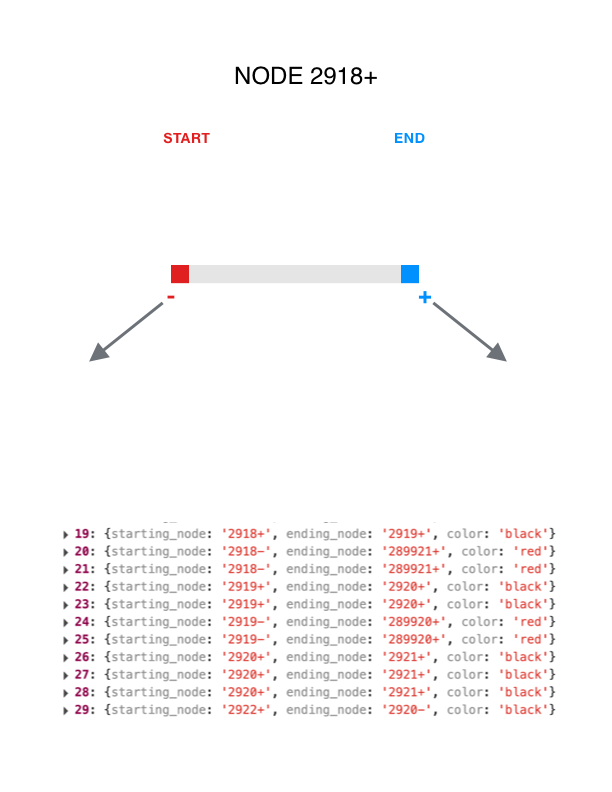 NODE 2918+
START END
- +
19: {starting_node: '2918+', ending_node: '2919+', color: 'black'}
20: {starting_node: '2918-', ending_node: '289921+', color: 'red'}
21: {starting_node: '2918-', ending_node: '289921+', color: 'red'}
22: {starting_node: '2919+', ending_node: '2920+', color: 'black'}
23: {starting_node: '2919+', ending_node: '2920+', color: 'black'}
24: {starting_node: '2919-', ending_node: '289920+', color: 'red'}
25: {starting_node: '2919-', ending_node: '289920+', color: 'red'}
26: {starting_node: '2920+', ending_node: '2921+', color: 'black'}
27: {starting_node: '2920+', ending_node: '2921+', color: 'black'}
28: {starting_node: '2920+', ending_node: '2921+', color: 'black'}
29: {starting_node: '2922+', ending_node: '2920-', color: 'black'}